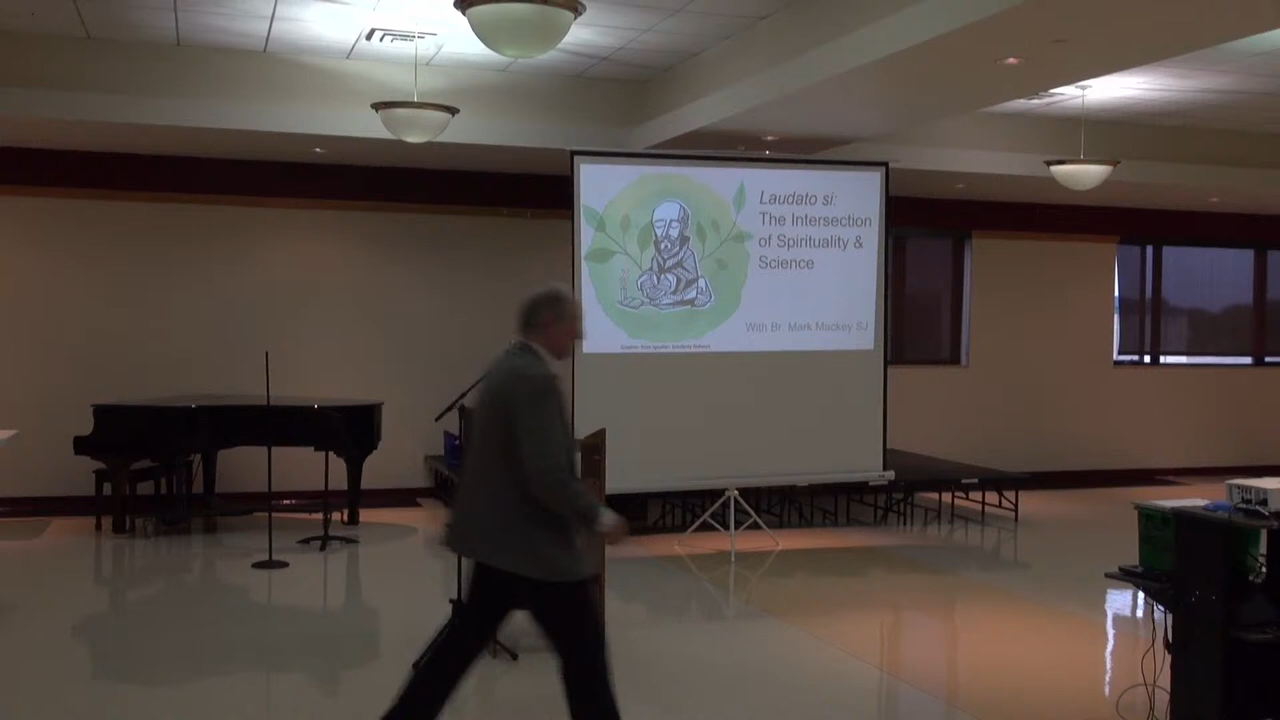 Laudato si:
The Intersection
of Spirituality &
Science
With Br. Mark Mackey SJ